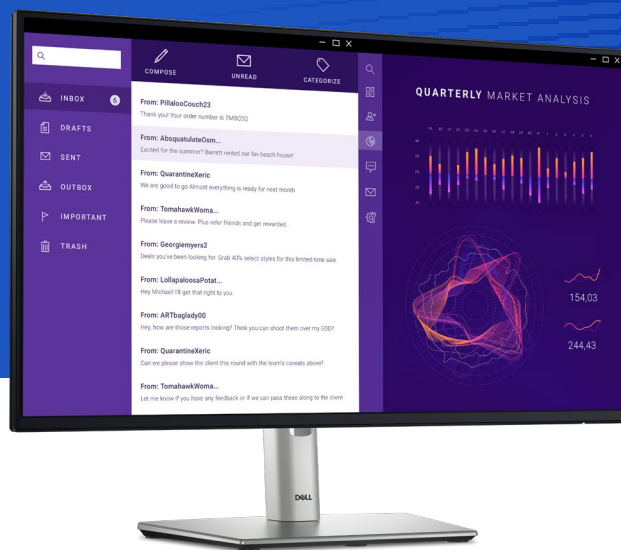 COMPOSE
UNREAD
CATEGORIZE
INBOX 6
DRAFTS
SENT
OUTBOX
IMPORTANT
TRASH
From: PillalooCouch23
Thank you! Your order number is TMBQ5Q
From: AbsquatulateOsm...
Excited for the summer? Barrett rented our fav beach house!
From: QuarantineXeric
We are good to go Almost everything is ready for next month
From: TomahawkWoma...
Please leave a review. Plus refer friends and get rewarded.
From: Georgiemyers2
Deals you've been looking for. Grab 40% select styles for this limited-time sale.
From: LollapaloosaPotat...
Hey Michael! I'll get that right to you.
From: ARTbaglady00
Hey, how are those reports looking? Think you can shoot them over my EOD?
From: QuarantineXeric
Can we please show the client this round with the team's caveats above?
From: TomahawkWoma...
Let me know if you have any feedback or if we can pass these along to the client
QUARTERLY MARKET ANALYSIS
154,03
244,43
DELL